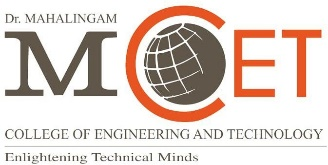 Dr. MAHALINGAM
MCET
COLLEGE OF ENGINEERING AND TECHNOLOGY
Enlightening Technical Minds